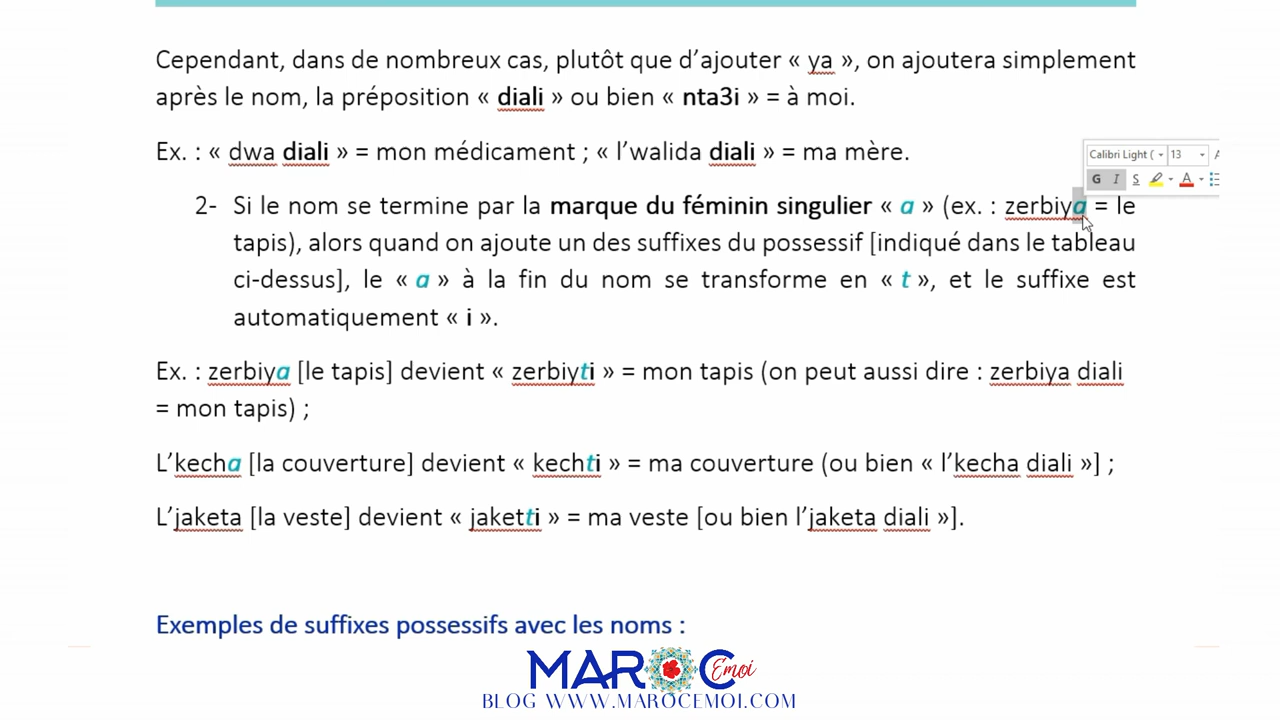 Cependant, dans de nombreux cas, plutôt que d’ajouter « ya », on ajoutera simplement
après le nom, la préposition « diali » ou bien « nta3i » = à moi.
Ex. : « dwa diali » = mon médicament ; « l’walida diali » = ma mère.
Calibri Light ( 13 A
G I S A
2- Si le nom se termine par la marque du féminin singulier « a » (ex. : zerbiya = le
tapis), alors quand on ajoute un des suffixes du possessif [indiqué dans le tableau
ci-dessus], le « a » à la fin du nom se transforme en « t », et le suffixe est
automatiquement « i ».
Ex. : zerbiya [le tapis] devient « zerbiyti » = mon tapis (on peut aussi dire : zerbiya diali
= mon tapis) ;
L’kecha [la couverture] devient « kechti » = ma couverture (ou bien « l’kecha diali »] ;
L’jaketa [la veste] devient « jaketti » = ma veste [ou bien l’jaketa diali »].
Exemples de suffixes possessifs avec les noms :
MAROC Emoi
BLOG WWW.MAROCEMOI.COM